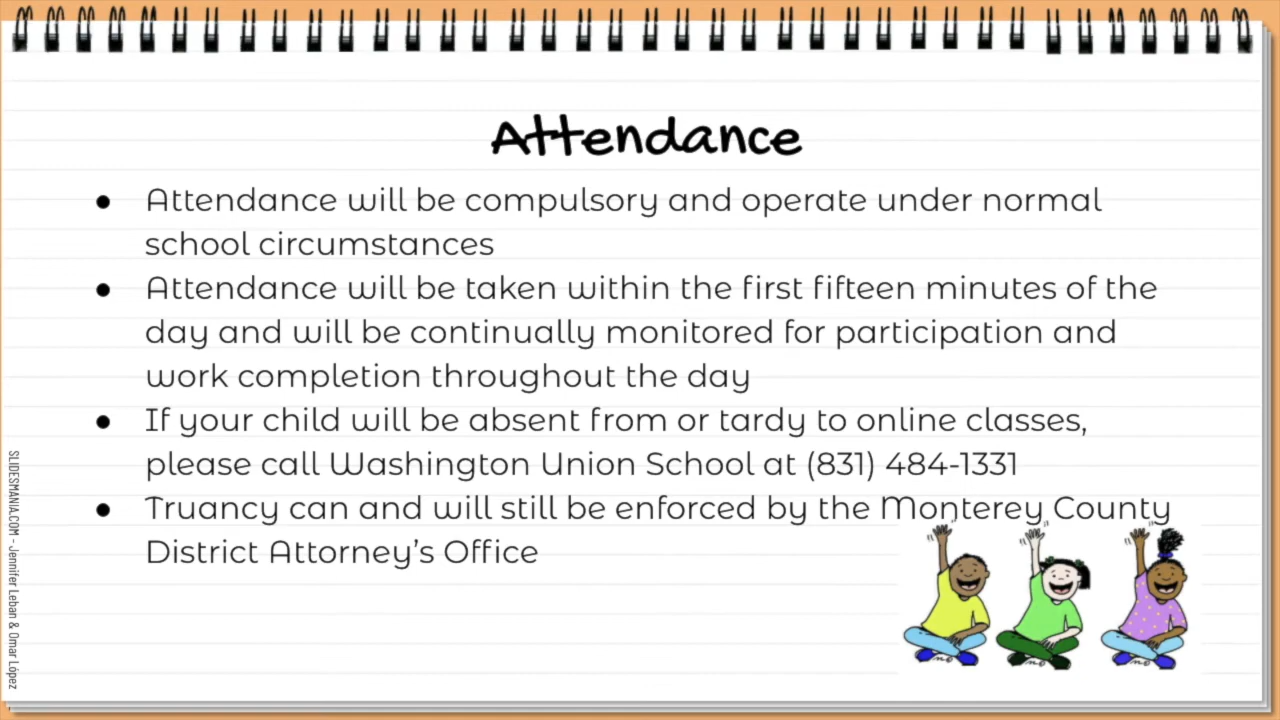 Attendance
● Attendance will be compulsory and operate under normal
school circumstances
● Attendance will be taken within the first fifteen minutes of the
day and will be continually monitored for participation and
work completion throughout the day
● If your child will be absent from or tardy to online classes,
please call Washington Union School at (831) 484-1331
● Truancy can and will still be enforced by the Monterey County
District Attorney’s Office
SLIDESMANIA.COM - Jennifer Leban & Omar López